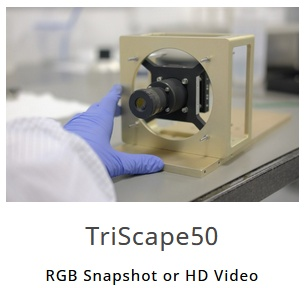 TriScape50
RGB Snapshot or HD Video